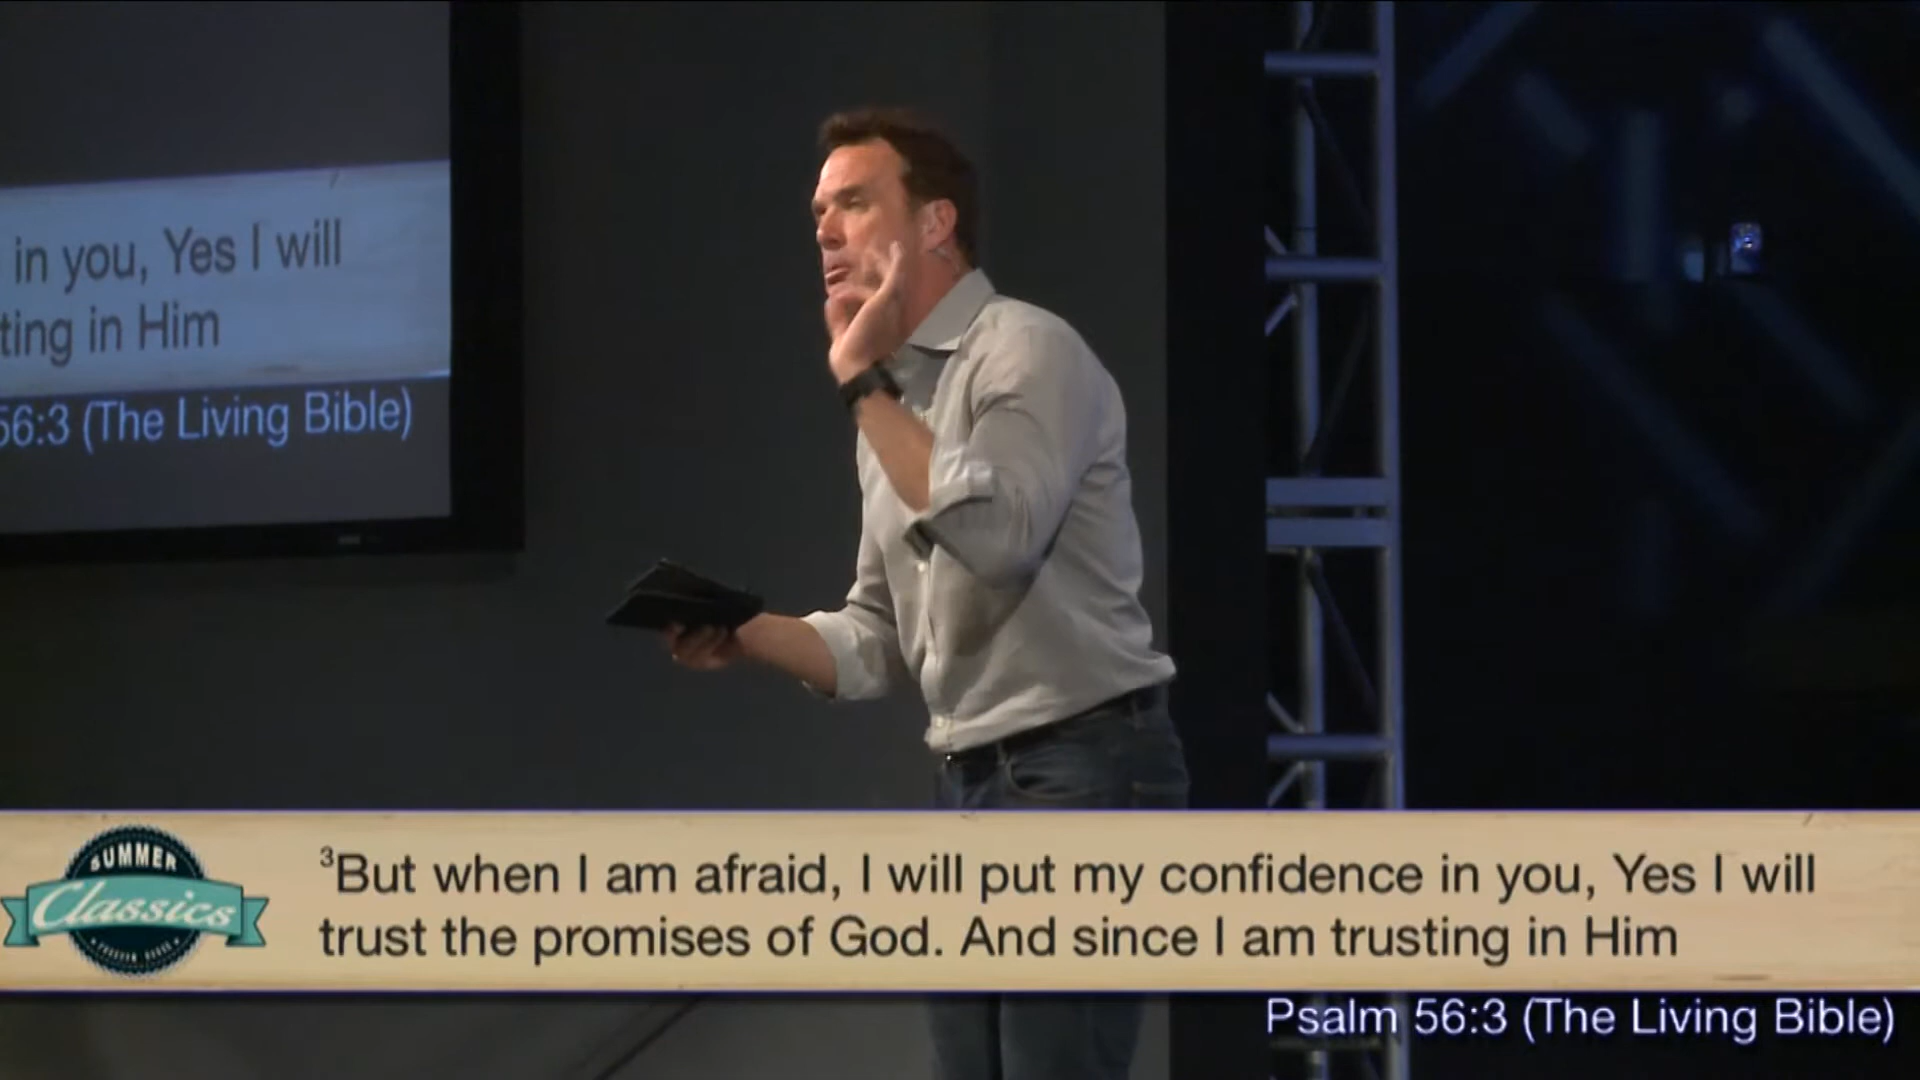 in you, Yes I will
ting in Him
56:3 (The Living Bible)
SUMMER
Classics
³But when I am afraid, I will put my confidence in you, Yes I will
trust the promises of God. And since I am trusting in Him
Psalm 56:3 (The Living Bible)